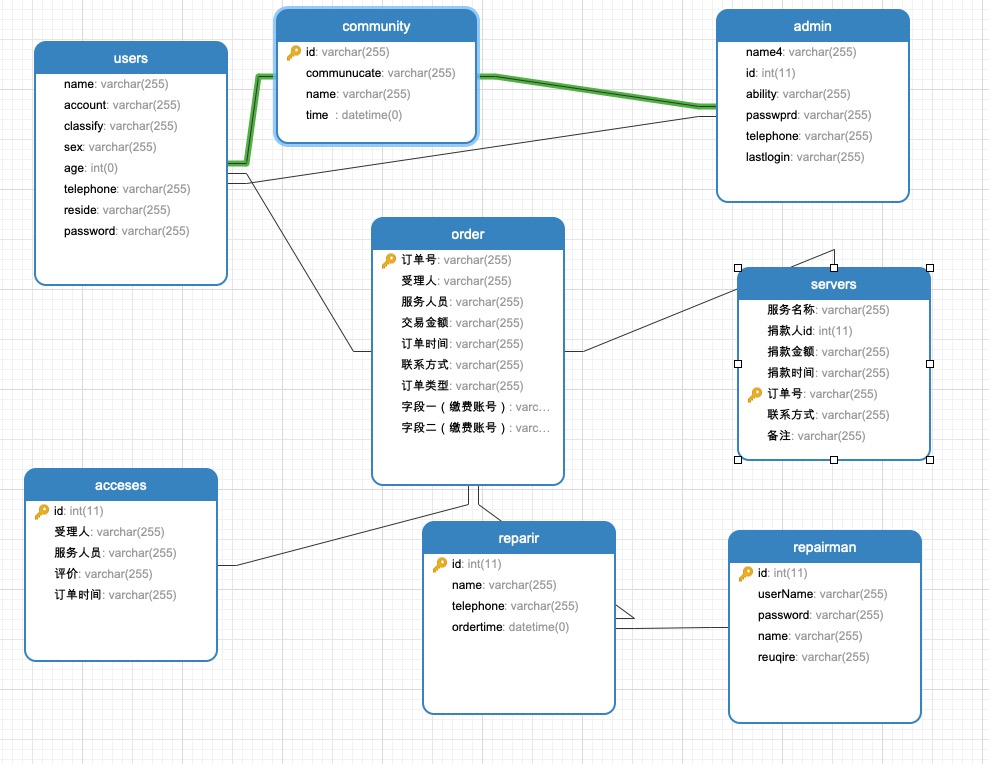 users
name: varchar(255)
account: varchar(255)
classify: varchar(255)
sex: varchar(255)
age: int(0)
telephone: varchar(255)
reside: varchar(255)
password: varchar(255)
community
id: varchar(255)
communucate: varchar(255)
name: varchar(255)
time : datetime(0)
admin
name4: varchar(255)
id: int(11)
ability: varchar(255)
passwprd: varchar(255)
telephone: varchar(255)
lastlogin: varchar(255)
order
订单号: varchar(255)
受理人: varchar(255)
服务人员: varchar(255)
交易金额: varchar(255)
订单时间: varchar(255)
联系方式: varchar(255)
订单类型: varchar(255)
字段一（缴费账号）: varc...
字段二（缴费账号）: varc...
servers
服务名称: varchar(255)
捐款人id: int(11)
捐款金额: varchar(255)
捐款时间: varchar(255)
订单号: varchar(255)
联系方式: varchar(255)
备注: varchar(255)
acceses
id: int(11)
受理人: varchar(255)
服务人员: varchar(255)
评价: varchar(255)
订单时间: varchar(255)
reparir
id: int(11)
name: varchar(255)
telephone: varchar(255)
ordertime: datetime(0)
repairman
id: int(11)
userName: varchar(255)
password: varchar(255)
name: varchar(255)
reuqire: varchar(255)